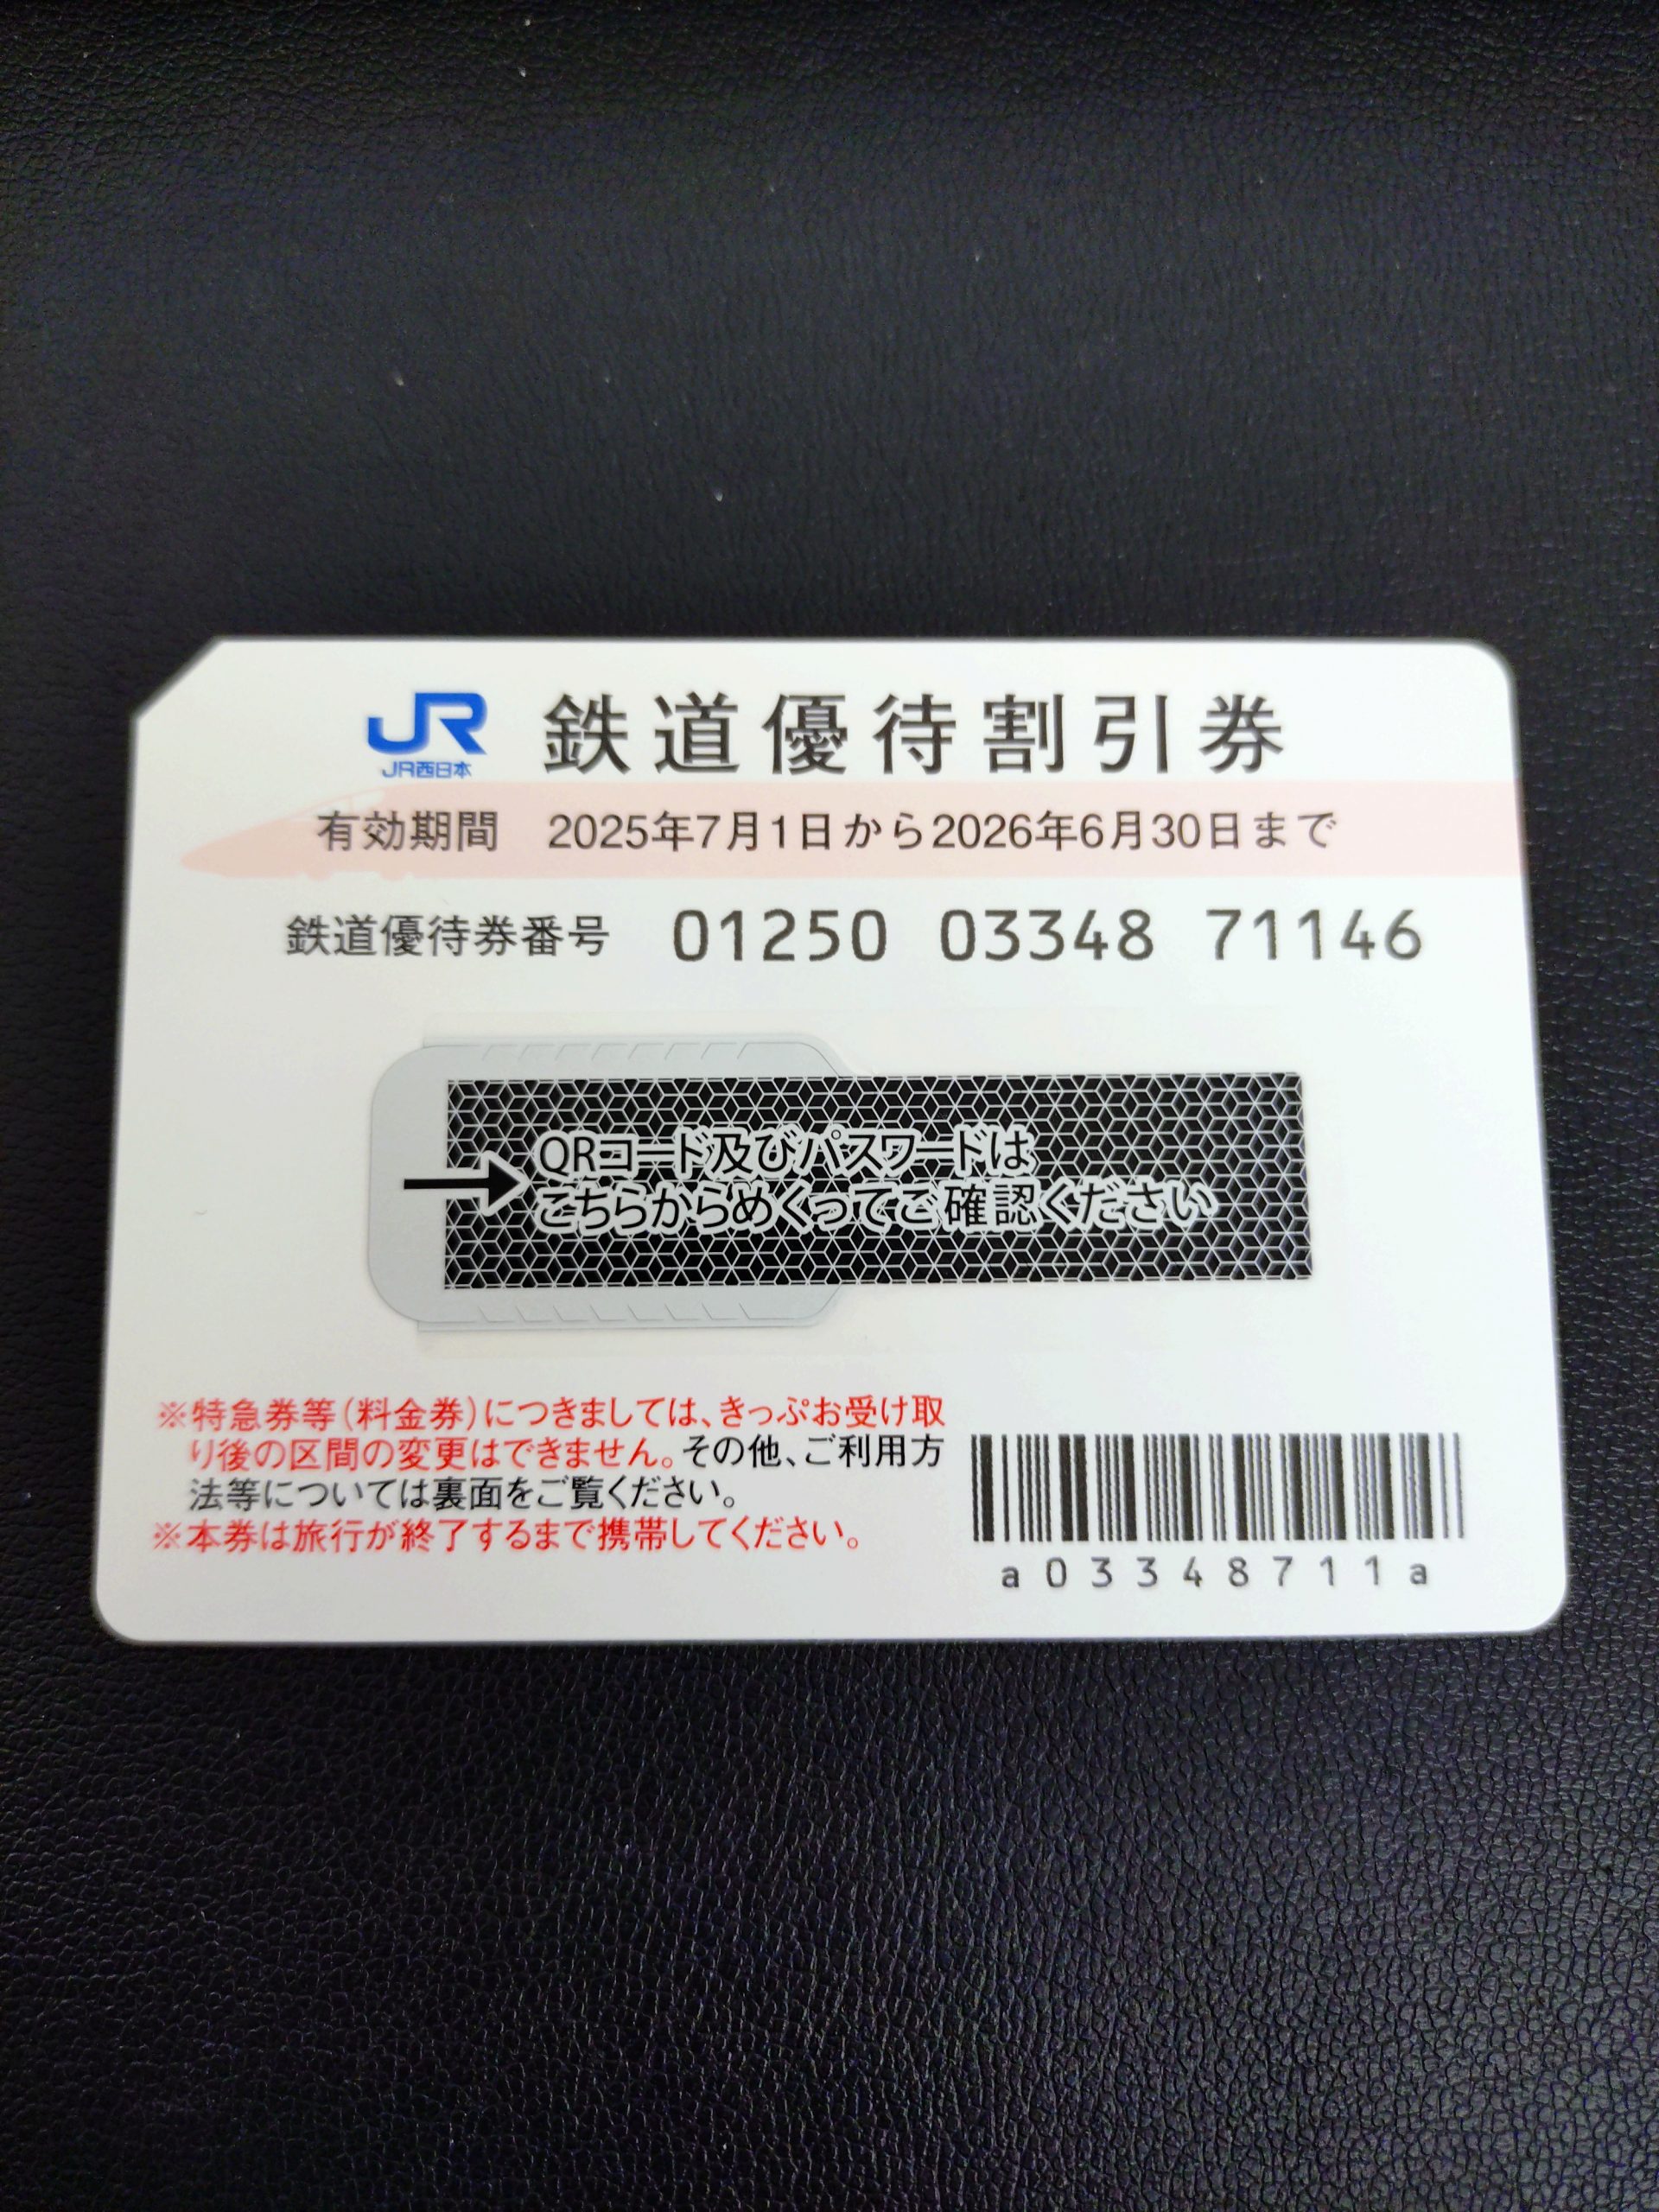 JR 鉄道優待割引券
JR西日本
有効期間 2025年7月1日から2026年6月30日まで
鉄道優待券番号 01250 03348 71146
QRコード及びパスワードは
こちらからめくってご確認ください
※特急券等(料金券)につきましては、きっぷお受け取
り後の区間の変更はできません。その他、ご利用方
法等については裏面をご覧ください。
※本券は旅行が終了するまで携帯してください。
a03348711a